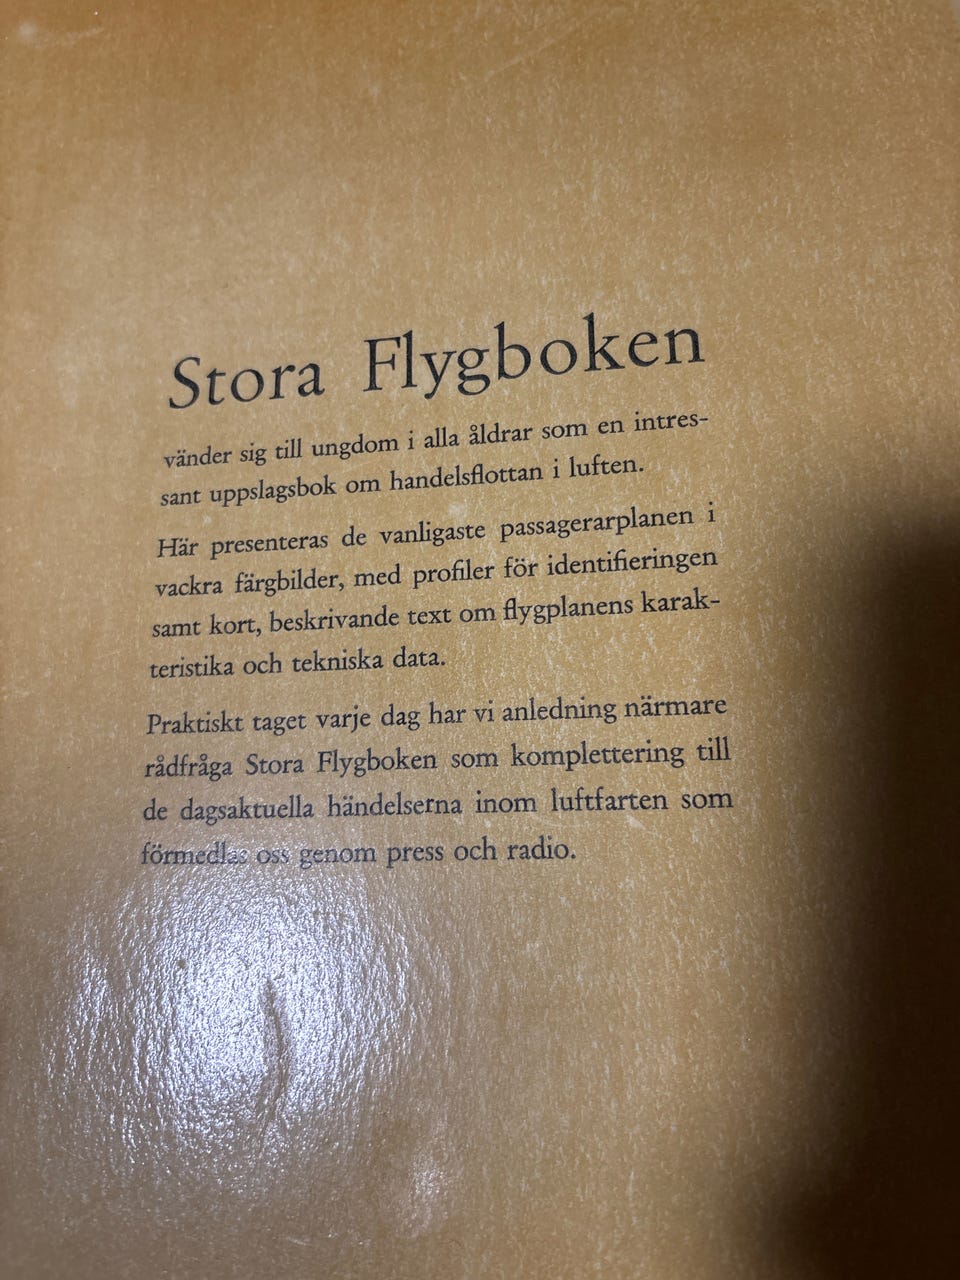 Stora Flygboken
vänder sig till ungdom i alla åldrar som en intres-
sant uppslagsbok om handelsflottan i luften.
Här presenteras de vanligaste passagerarplanen i
vackra färgbilder, med profiler för identifieringen
samt kort, beskrivande text om flygplanens karak-
teristika och tekniska data.
Praktiskt taget varje dag har vi anledning närmare
rådfråga Stora Flygboken som komplettering till
de dagsaktuella händelserna inom luftfarten som
förmedlas oss genom press och radio.